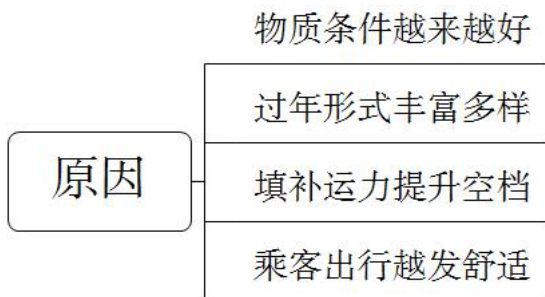 物质条件越来越好
过年形式丰富多样
原因
填补运力提升空档
乘客出行越发舒适